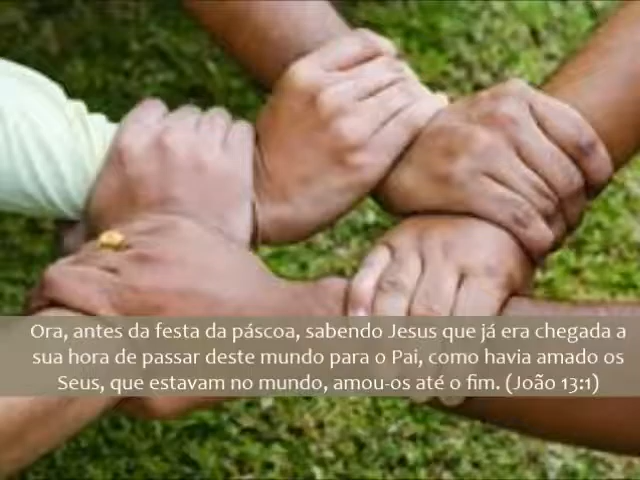 Ora, antes da festa da páscoa, sabendo Jesus que já era chegada a
sua hora de passar deste mundo para o Pai, como havia amado os
Seus, que estavam no mundo, amou-os até o fim. (João 13:1)